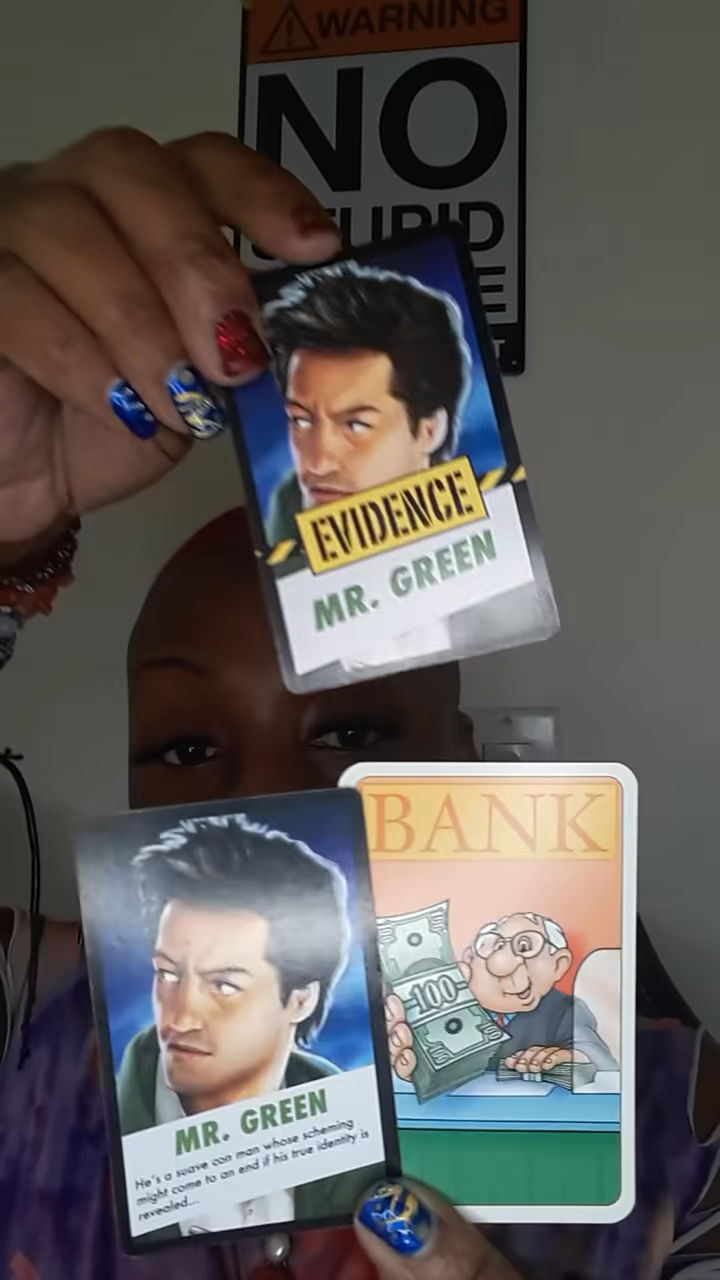 WARNING
NO
EVIDENCE
MR. GREEN
BANK
100
MR. GREEN
He's a suave con man whose scheming
might come to an end if his true identity is
revealed...